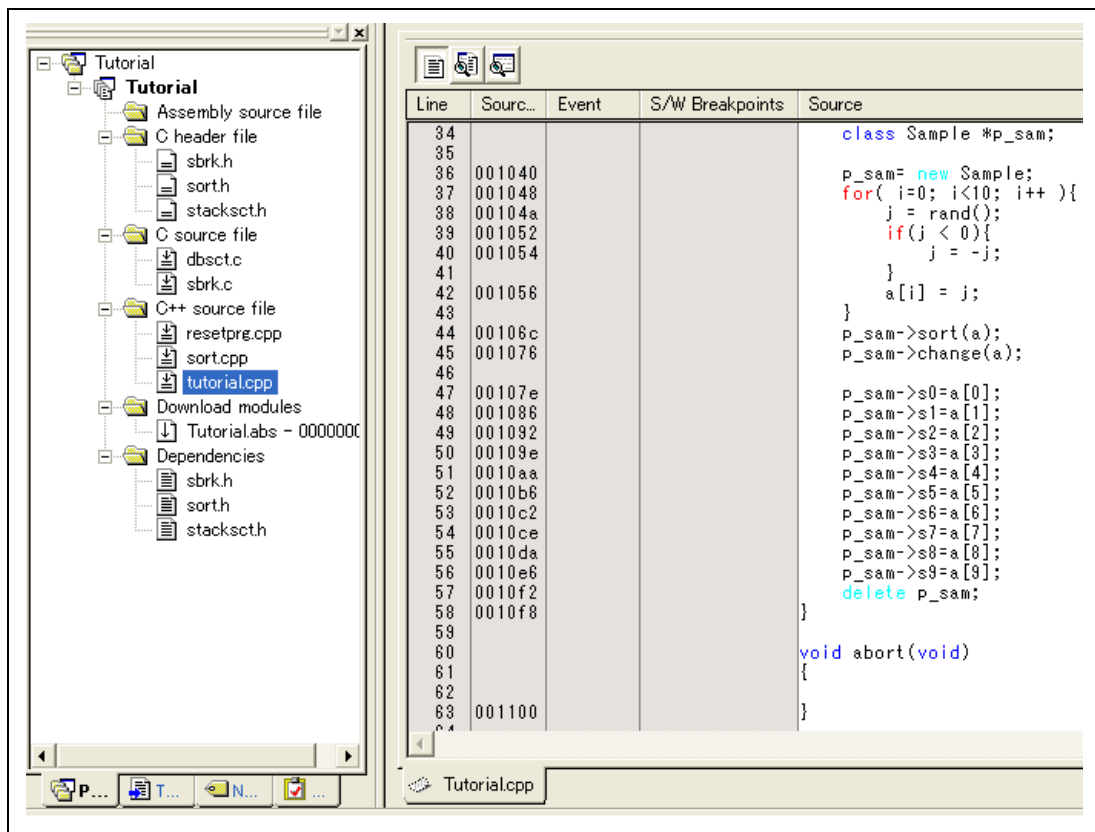 Tutorial
Tutorial
Assembly source file
C header file
sbrk.h
sort.h
stacksct.h
C source file
dbsct.c
sbrk.c
C++ source file
resetprg.cpp
sort.cpp
tutorial.cpp
Download modules
Tutorial.abs - 0000000
Dependencies
sbrk.h
sort.h
stacksct.h
P... T... N... ...
Line Sourc... Event S/W Breakpoints Source
34 class Sample *p_sam;
35
36 001040 p_sam= new Sample;
37 001048 for( i=0; i<10; i++ ){
38 00104a j = rand();
39 001052 if(j < 0){
40 001054 j = -j;
41 }
42 001056 a[i] = j;
43 }
44 00106c p_sam->sort(a);
45 001076 p_sam->change(a);
46
47 00107e p_sam->s0=a[0];
48 001086 p_sam->s1=a[1];
49 001092 p_sam->s2=a[2];
50 00109e p_sam->s3=a[3];
51 0010aa p_sam->s4=a[4];
52 0010b6 p_sam->s5=a[5];
53 0010c2 p_sam->s6=a[6];
54 0010ce p_sam->s7=a[7];
55 0010da p_sam->s8=a[8];
56 0010e6 p_sam->s9=a[9];
57 0010f2 delete p_sam;
58 0010f8 }
59
60 void abort(void)
61 {
62
63 001100 }
Tutorial.cpp